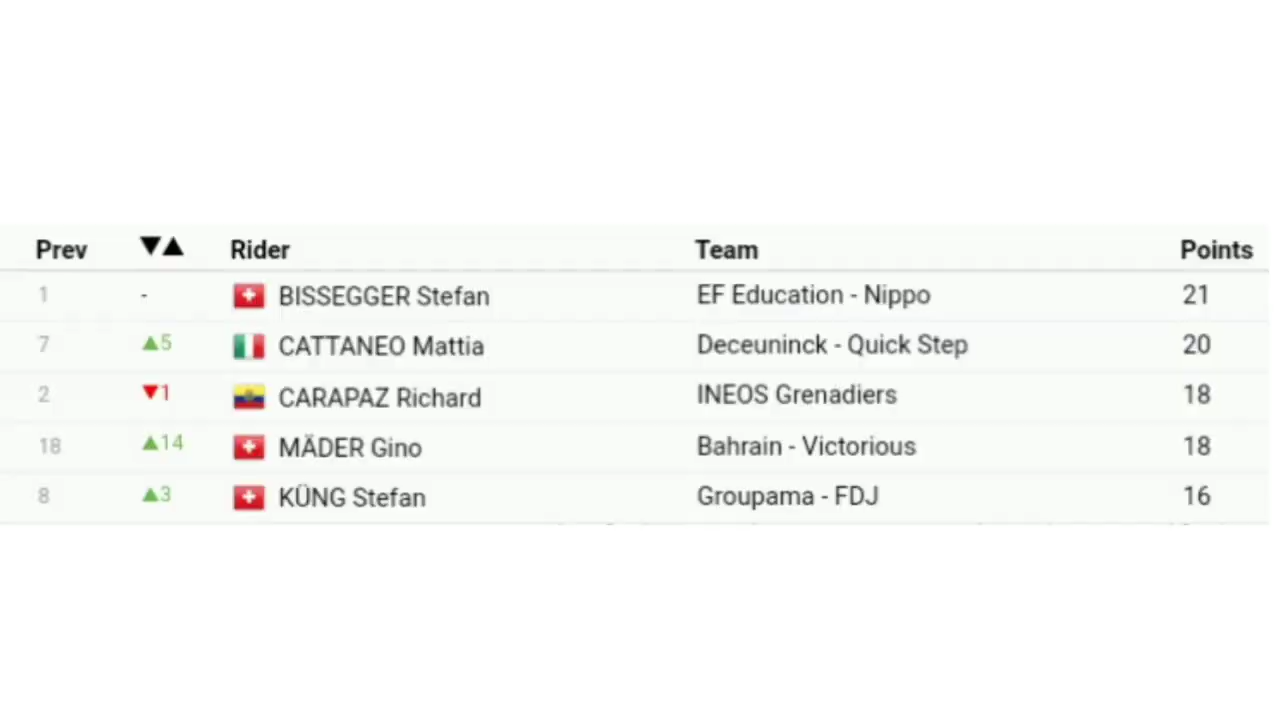 Prev ▼▲ Rider Team Points
1 - BISSEGGER Stefan EF Education - Nippo 21
7 ▲5 CATTANEO Mattia Deceuninck - Quick Step 20
2 ▼1 CARAPAZ Richard INEOS Grenadiers 18
18 ▲14 MÄDER Gino Bahrain - Victorious 18
8 ▲3 KÜNG Stefan Groupama - FDJ 16